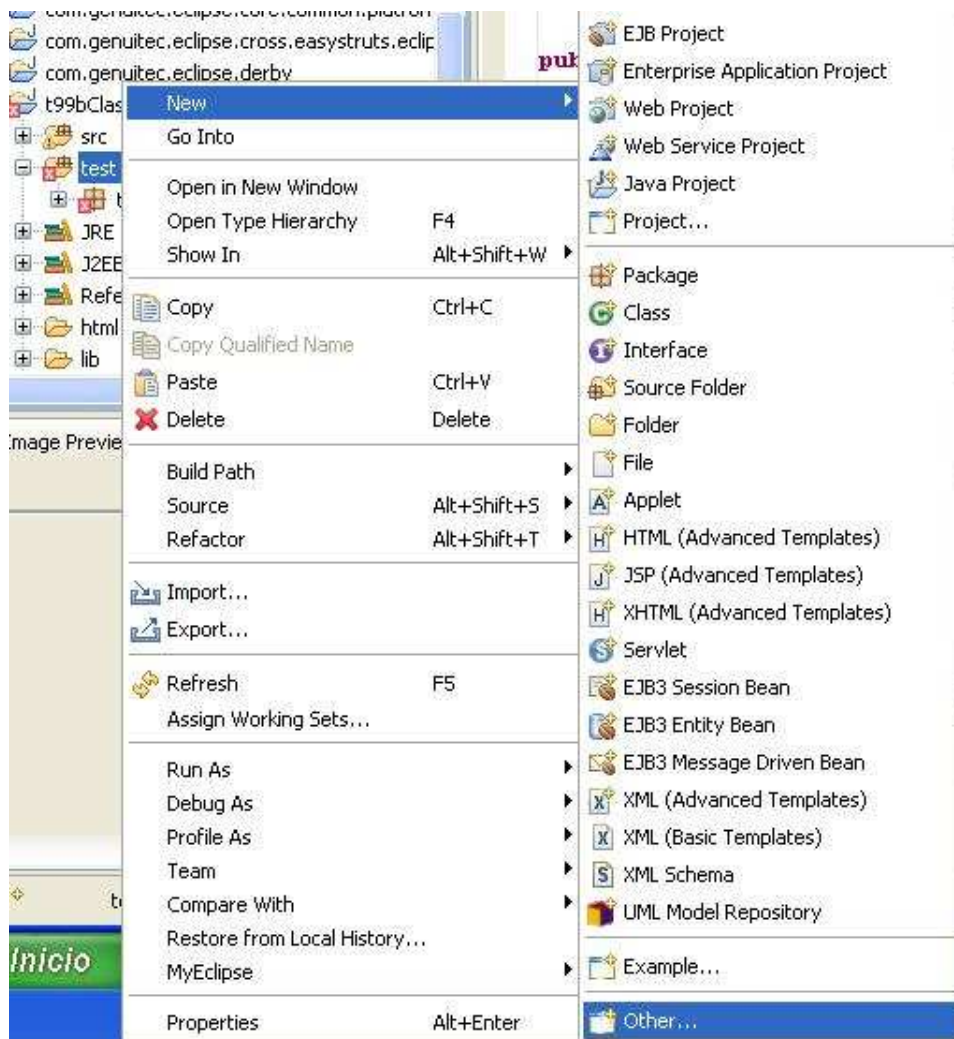 com.genuitec.eclipse.core.common.platform
com.genuitec.eclipse.cross.easystruts.eclip
com.genuitec.eclipse.derby
t99bClas
src
test
t
JRE
J2EE
Refe
html
lib
Image Previe
Inicio
pub
New
Go Into
Open in New Window
Open Type Hierarchy F4
Show In Alt+Shift+W
Copy Ctrl+C
Copy Qualified Name
Paste Ctrl+V
Delete Delete
Build Path
Source Alt+Shift+S
Refactor Alt+Shift+T
Import...
Export...
Refresh F5
Assign Working Sets...
Run As
Debug As
Profile As
Team
Compare With
Restore from Local History...
MyEclipse
Properties Alt+Enter
EJB Project
Enterprise Application Project
Web Project
Web Service Project
Java Project
Project...
Package
Class
Interface
Source Folder
Folder
File
Applet
HTML (Advanced Templates)
JSP (Advanced Templates)
XHTML (Advanced Templates)
Servlet
EJB3 Session Bean
EJB3 Entity Bean
EJB3 Message Driven Bean
XML (Advanced Templates)
XML (Basic Templates)
XML Schema
UML Model Repository
Example...
Other...